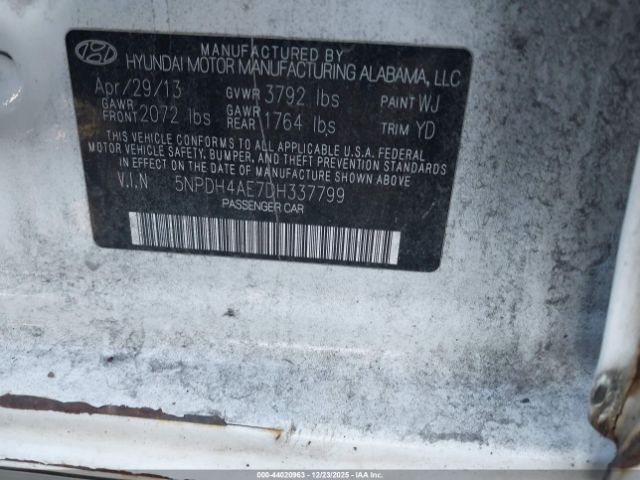 MANUFACTURED BY
HYUNDAI MOTOR MANUFACTURING ALABAMA, LLC
Apr/29/13 GVWR 3792 lbs PAINT WJ
GAWR FRONT 2072 lbs GAWR REAR 1764 lbs TRIM YD
THIS VEHICLE CONFORMS TO ALL APPLICABLE U.S.A. FEDERAL
MOTOR VEHICLE SAFETY, BUMPER, AND THEFT PREVENTION STANDARDS
IN EFFECT ON THE DATE OF MANUFACTURE SHOWN ABOVE.
V.I.N 5NPDH4AE7DH337799
PASSENGER CAR
000-44020963 - 12/23/2025 - IAAI.COM